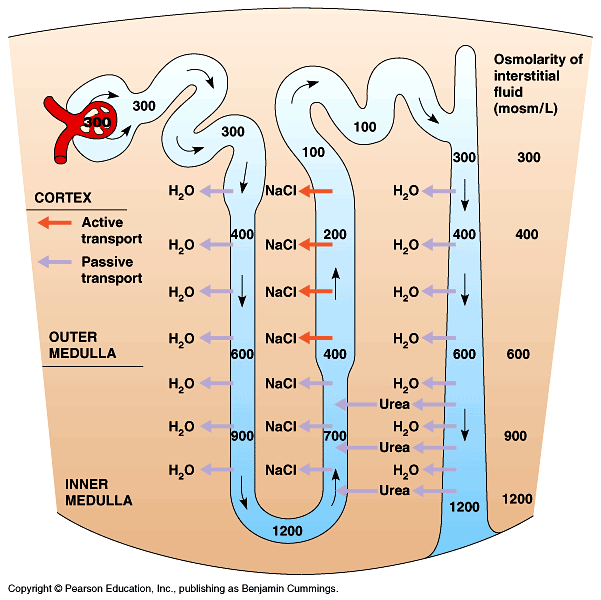 Osmolarity of
interstitial
fluid
(mosm/L)
300
300
300
100
100
300
300
H2O
NaCl
H2O
CORTEX
Active
transport
Passive
transport
400
200
400
400
H2O
NaCl
H2O
H2O
NaCl
H2O
H2O
NaCl
H2O
OUTER
MEDULLA
600
400
600
600
H2O
NaCl
H2O
Urea
H2O
NaCl
H2O
900
700
900
Urea
H2O
NaCl
H2O
Urea
INNER
MEDULLA
1200
1200
1200
Copyright © Pearson Education, Inc., publishing as Benjamin Cummings.